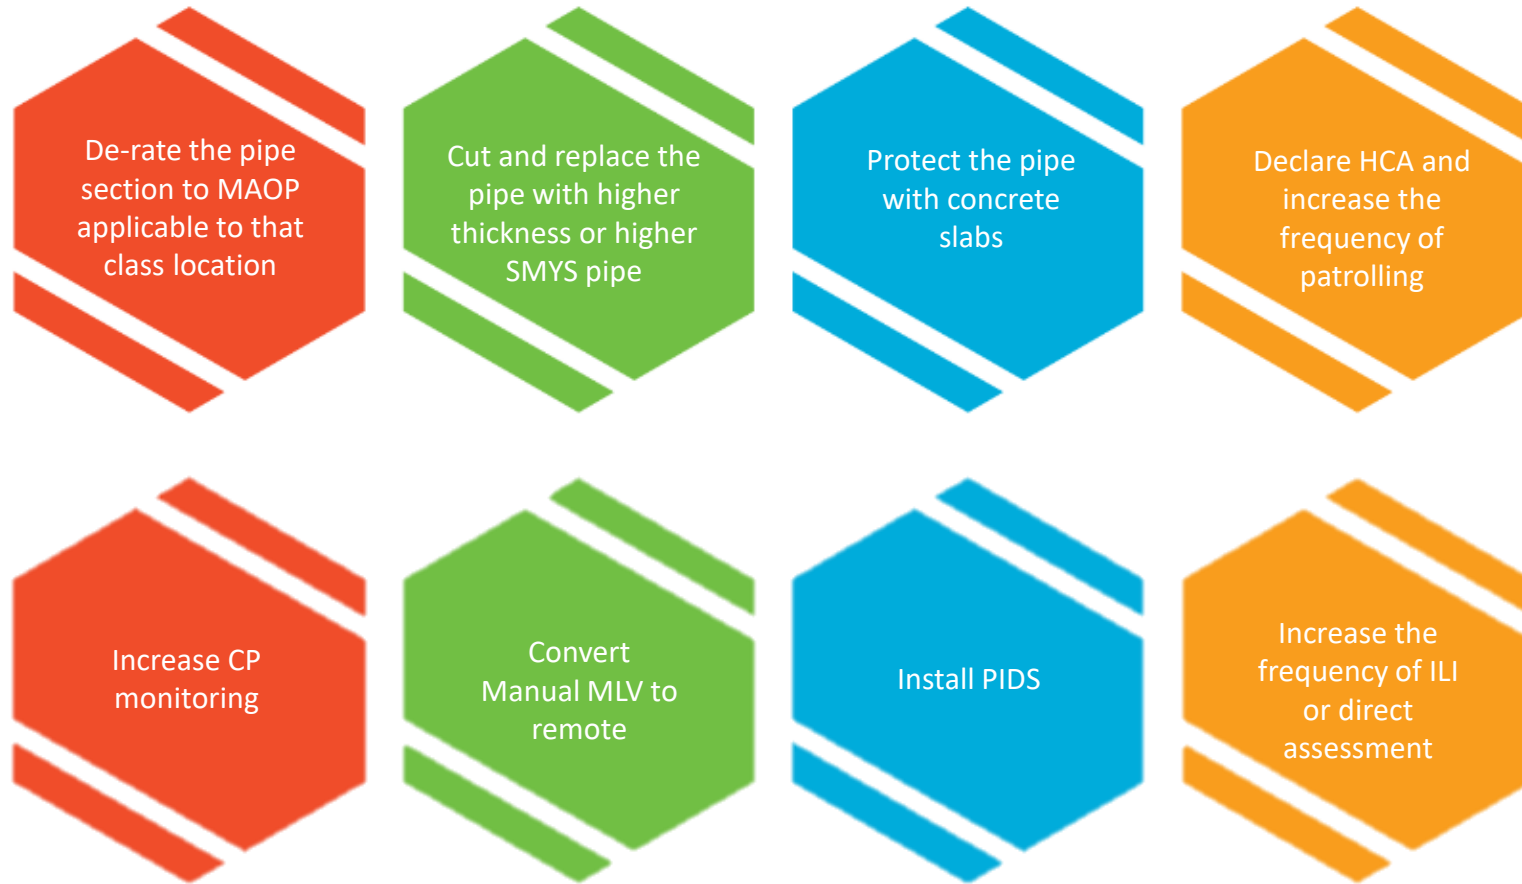 De-rate the pipe
section to MAOP
applicable to that
class location
Cut and replace the
pipe with higher
thickness or higher
SMYS pipe
Protect the pipe
with concrete
slabs
Declare HCA and
increase the
frequency of
patrolling
Increase CP
monitoring
Convert
Manual MLV to
remote
Install PIDS
Increase the
frequency of ILI
or direct
assessment